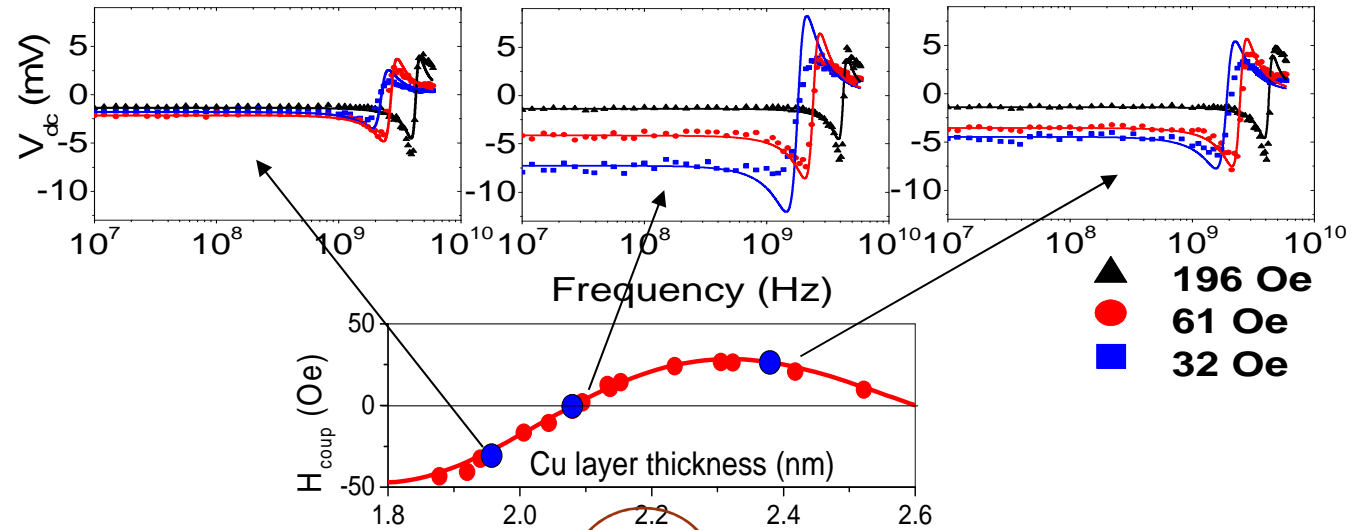 V_dc (mV)
5
0
-5
-10
5
0
-5
-10
5
0
-5
-10
10^7 10^8 10^9 10^10
10^7 10^8 10^9 10^10
10^7 10^8 10^9 10^10
Frequency (Hz)
196 Oe
61 Oe
32 Oe
H_coup (Oe)
50
0
-50
Cu layer thickness (nm)
1.8 2.0 2.2 2.4 2.6